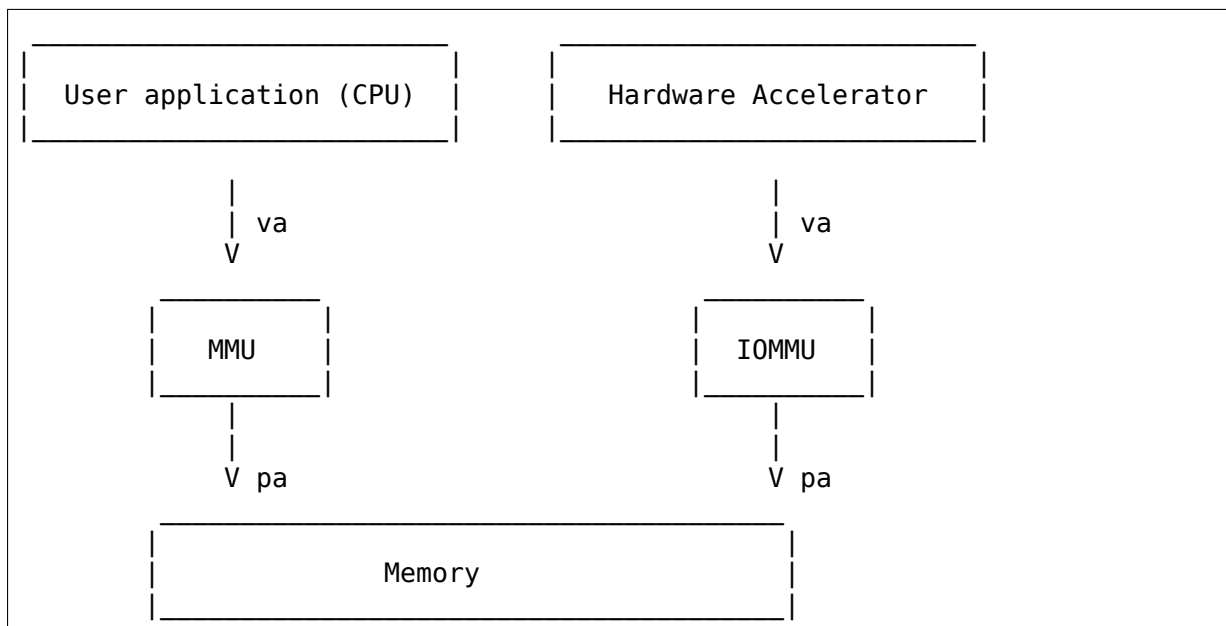 User application (CPU) Hardware Accelerator
va va
V V
MMU IOMMU
V pa V pa
Memory